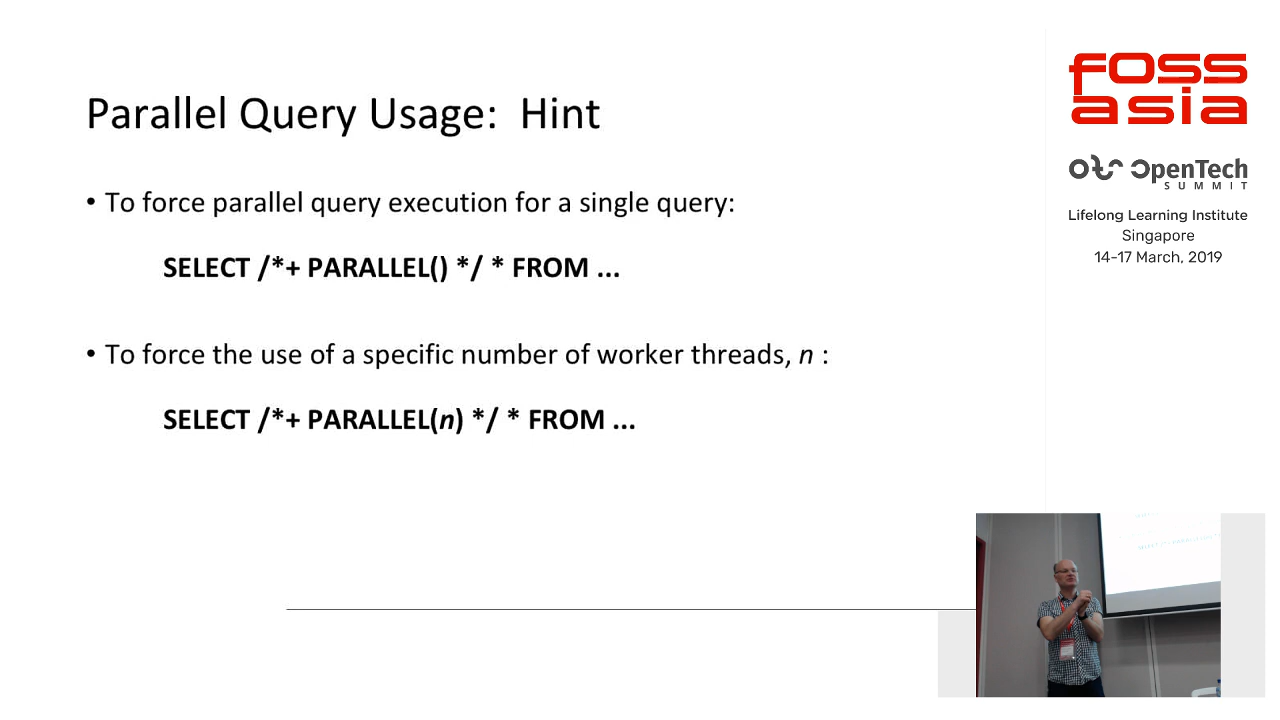 Parallel Query Usage: Hint
• To force parallel query execution for a single query:
SELECT /*+ PARALLEL() */ * FROM ...
• To force the use of a specific number of worker threads, n :
SELECT /*+ PARALLEL(n) */ * FROM ...
FOSS
asia
OpenTech
SUMMIT
Lifelong Learning Institute
Singapore
14-17 March, 2019